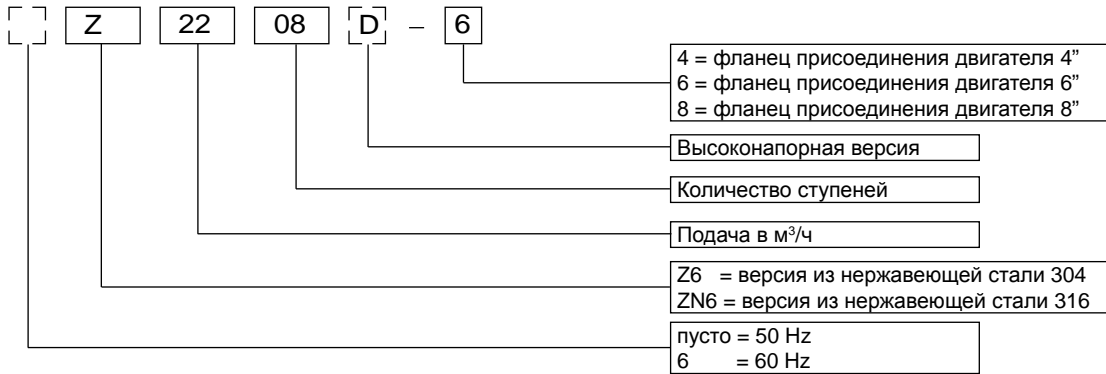 Z 22 08 D – 6
4 = фланец присоединения двигателя 4”
6 = фланец присоединения двигателя 6”
8 = фланец присоединения двигателя 8”
Высоконапорная версия
Количество ступеней
Подача в м³/ч
Z6 = версия из нержавеющей стали 304
ZN6 = версия из нержавеющей стали 316
пусто = 50 Hz
6 = 60 Hz